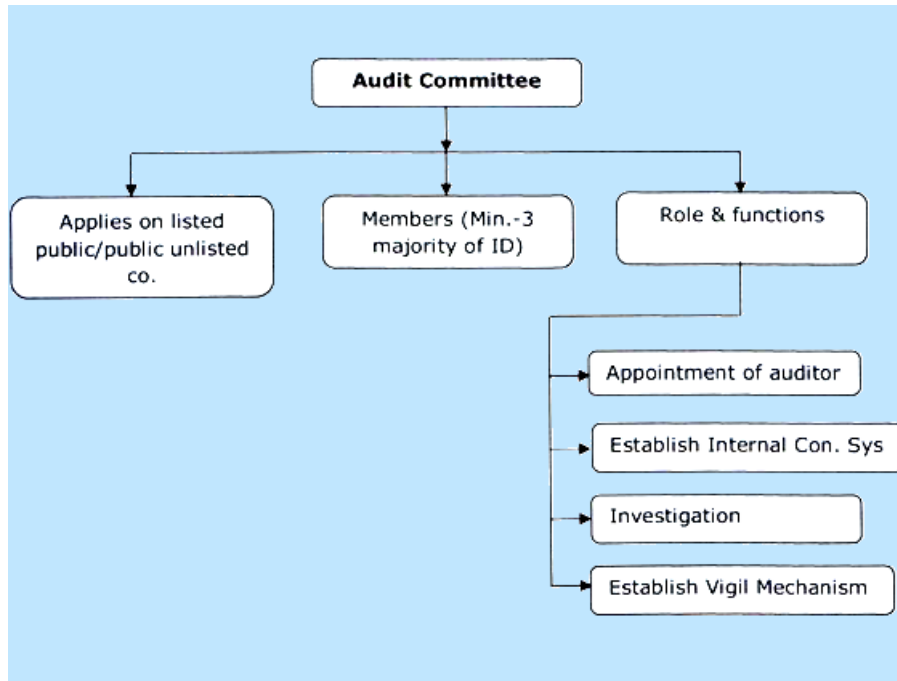 Audit Committee
Applies on listed
public/public unlisted
co.
Members (Min.-3
majority of ID)
Role & functions
Appointment of auditor
Establish Internal Con. Sys
Investigation
Establish Vigil Mechanism